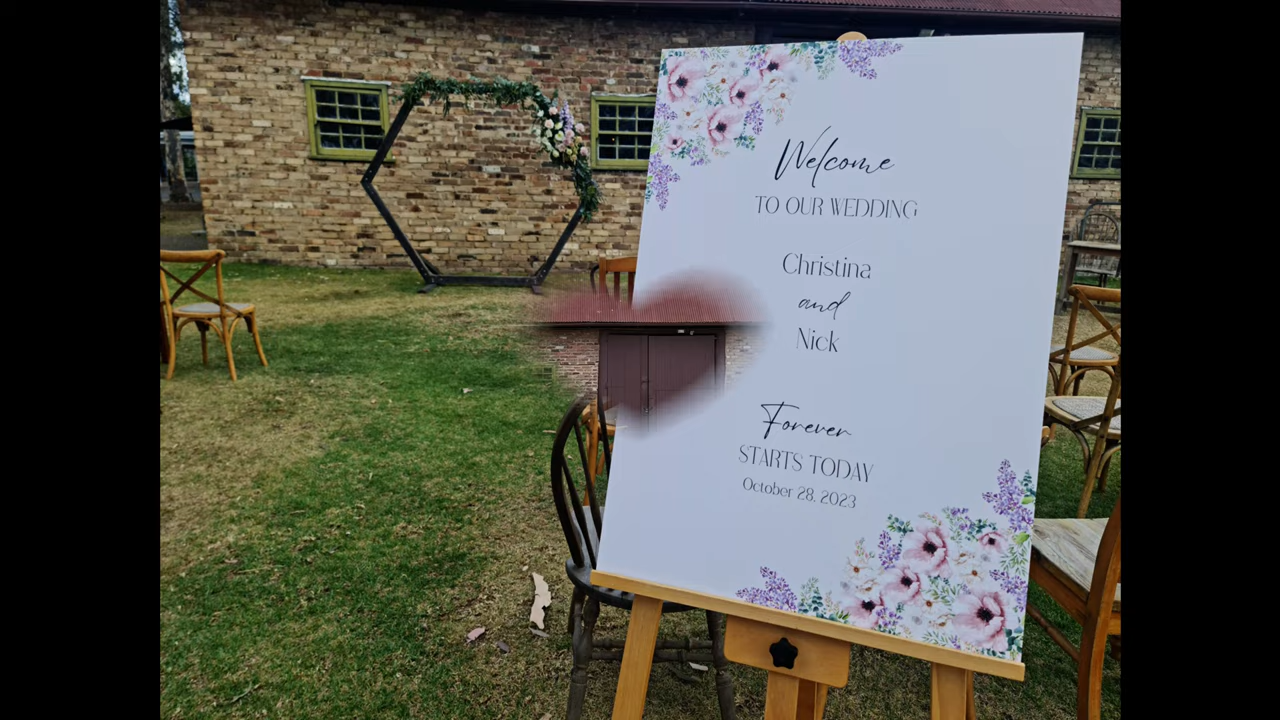 Welcome
TO OUR WEDDING
Christina
and
Nick
Forever
STARTS TODAY
October 28, 2023